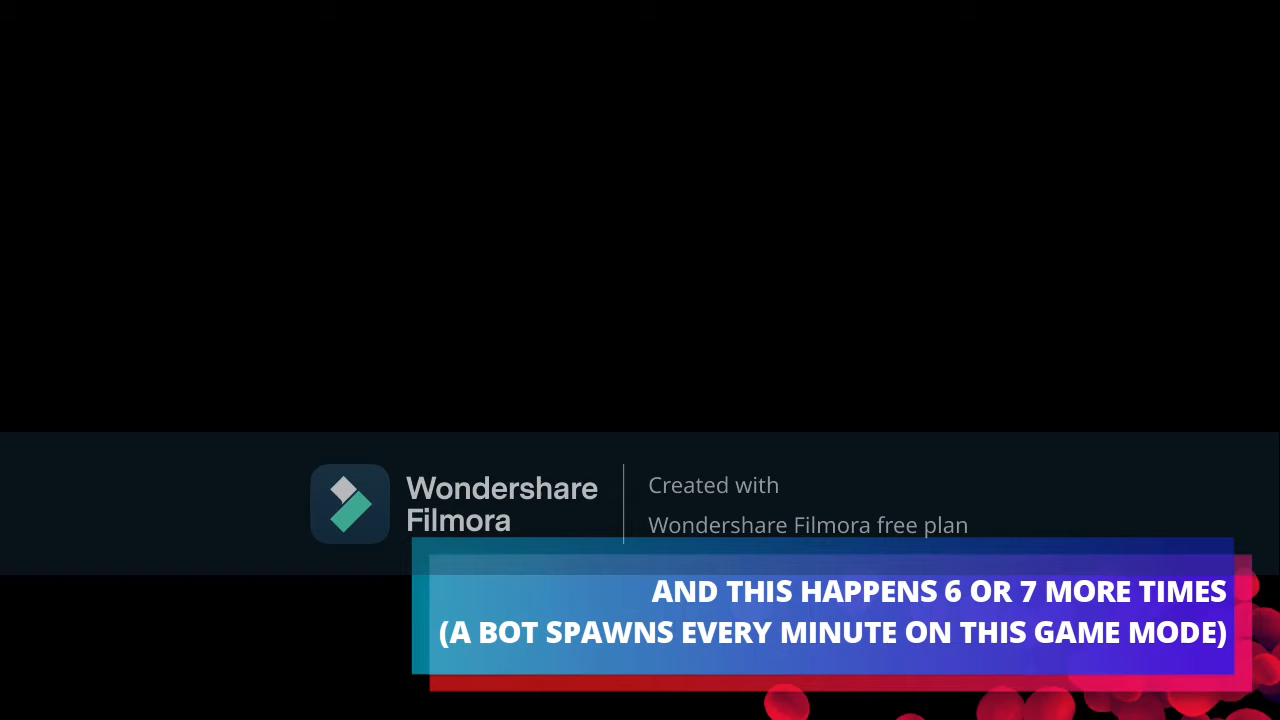 Wondershare
Filmora
Created with
Wondershare Filmora free plan
AND THIS HAPPENS 6 OR 7 MORE TIMES
(A BOT SPAWNS EVERY MINUTE ON THIS GAME MODE)